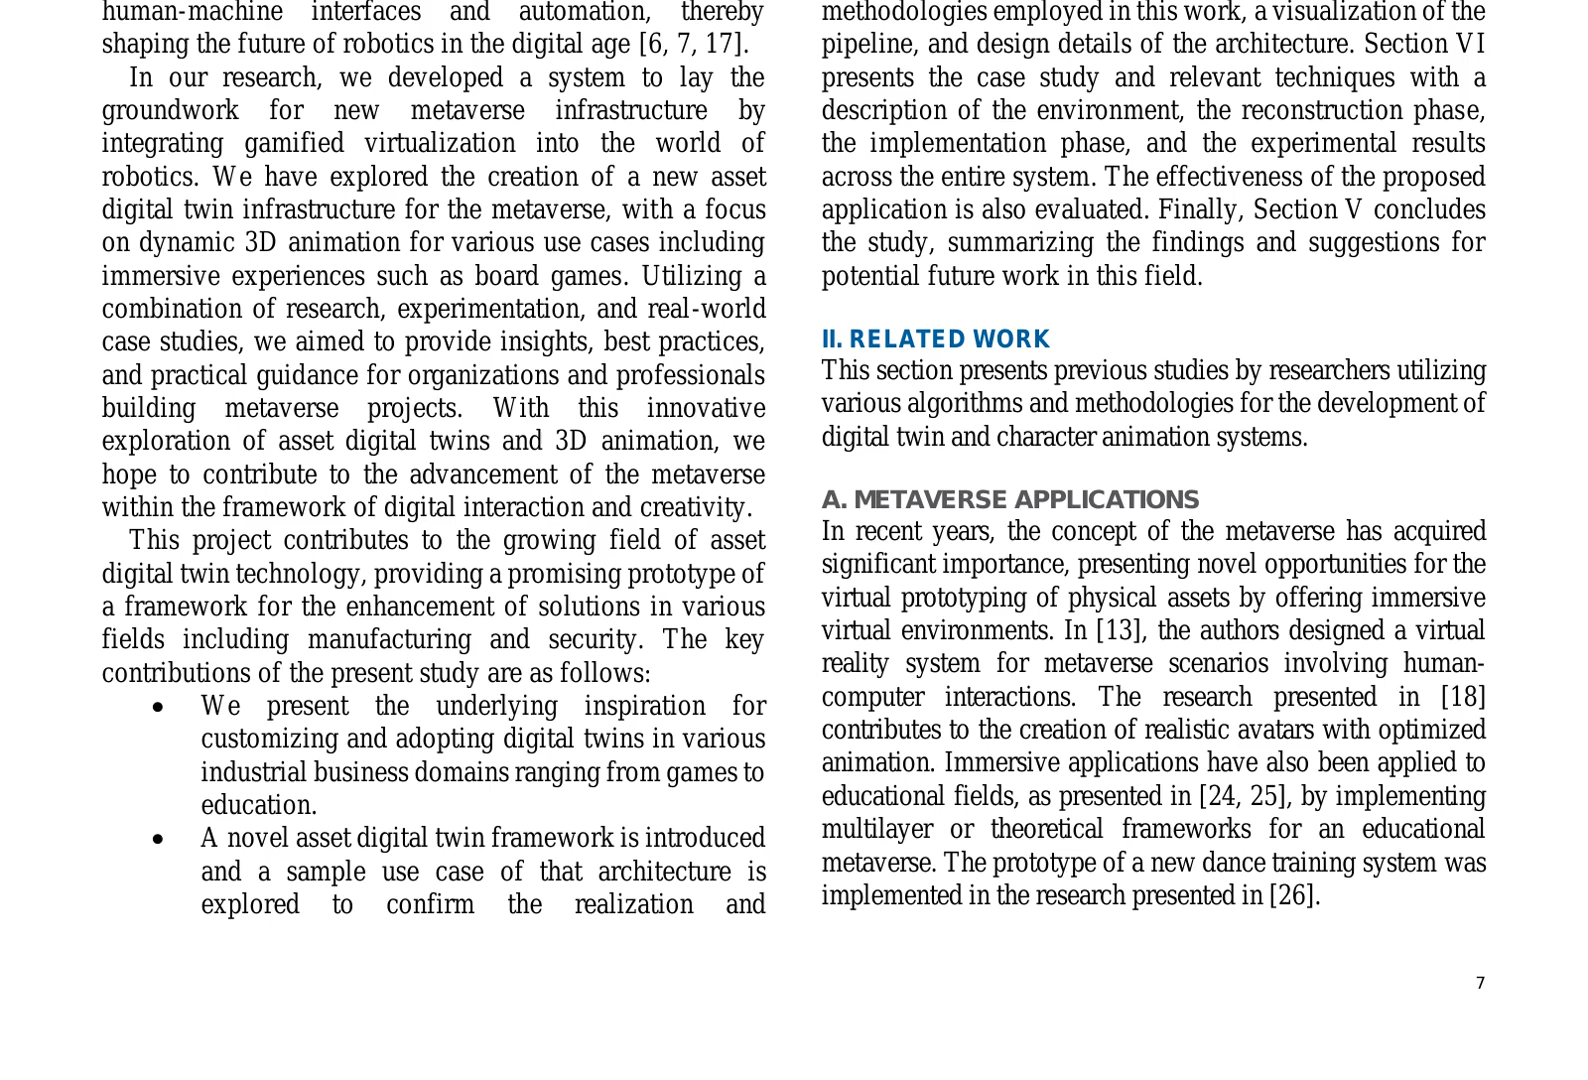 human-machine interfaces and automation, thereby
shaping the future of robotics in the digital age [6, 7, 17].
In our research, we developed a system to lay the
groundwork for new metaverse infrastructure by
integrating gamified virtualization into the world of
robotics. We have explored the creation of a new asset
digital twin infrastructure for the metaverse, with a focus
on dynamic 3D animation for various use cases including
immersive experiences such as board games. Utilizing a
combination of research, experimentation, and real-world
case studies, we aimed to provide insights, best practices,
and practical guidance for organizations and professionals
building metaverse projects. With this innovative
exploration of asset digital twins and 3D animation, we
hope to contribute to the advancement of the metaverse
within the framework of digital interaction and creativity.
This project contributes to the growing field of asset
digital twin technology, providing a promising prototype of
a framework for the enhancement of solutions in various
fields including manufacturing and security. The key
contributions of the present study are as follows:
• We present the underlying inspiration for
customizing and adopting digital twins in various
industrial business domains ranging from games to
education.
• A novel asset digital twin framework is introduced
and a sample use case of that architecture is
explored to confirm the realization and
methodologies employed in this work, a visualization of the
pipeline, and design details of the architecture. Section VI
presents the case study and relevant techniques with a
description of the environment, the reconstruction phase,
the implementation phase, and the experimental results
across the entire system. The effectiveness of the proposed
application is also evaluated. Finally, Section V concludes
the study, summarizing the findings and suggestions for
potential future work in this field.
II. RELATED WORK
This section presents previous studies by researchers utilizing
various algorithms and methodologies for the development of
digital twin and character animation systems.
A. METAVERSE APPLICATIONS
In recent years, the concept of the metaverse has acquired
significant importance, presenting novel opportunities for the
virtual prototyping of physical assets by offering immersive
virtual environments. In [13], the authors designed a virtual
reality system for metaverse scenarios involving human-
computer interactions. The research presented in [18]
contributes to the creation of realistic avatars with optimized
animation. Immersive applications have also been applied to
educational fields, as presented in [24, 25], by implementing
multilayer or theoretical frameworks for an educational
metaverse. The prototype of a new dance training system was
implemented in the research presented in [26].
7